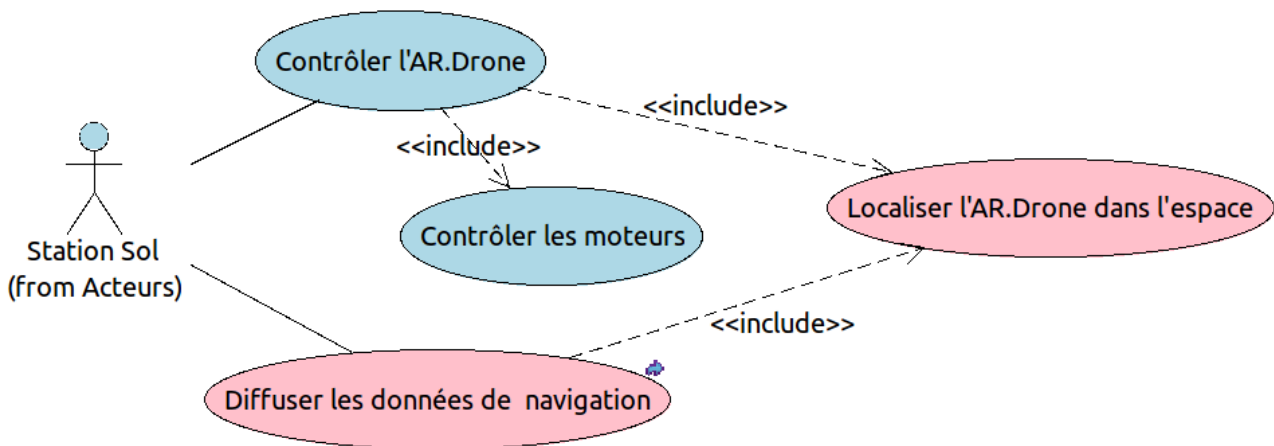 Contrôler l'AR.Drone
<<include>>
<<include>>
Localiser l'AR.Drone dans l'espace
Contrôler les moteurs
Station Sol
(from Acteurs)
<<include>>
Diffuser les données de  navigation